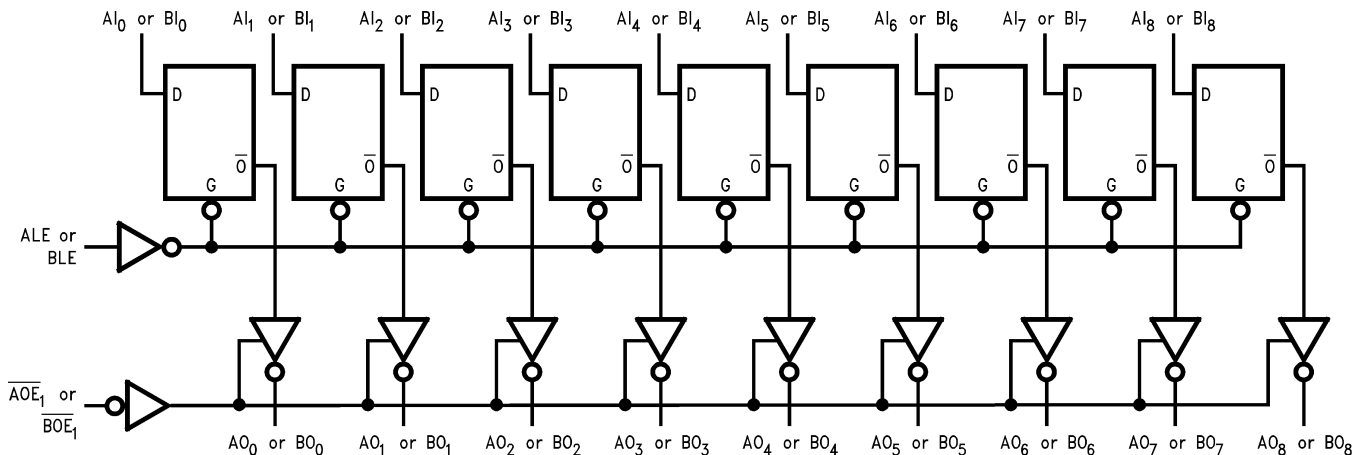 AI₀ or BI₀ AI₁ or BI₁ AI₂ or BI₂ AI₃ or BI₃ AI₄ or BI₄ AI₅ or BI₅ AI₆ or BI₆ AI₇ or BI₇ AI₈ or BI₈
D D D D D D D D D
O̅ O̅ O̅ O̅ O̅ O̅ O̅ O̅ O̅
G G G G G G G G G
ALE or
BLE
A̅O̅E̅₁ or
B̅O̅E̅₁
AO₀ or BO₀ AO₁ or BO₁ AO₂ or BO₂ AO₃ or BO₃ AO₄ or BO₄ AO₅ or BO₅ AO₆ or BO₆ AO₇ or BO₇ AO₈ or BO₈